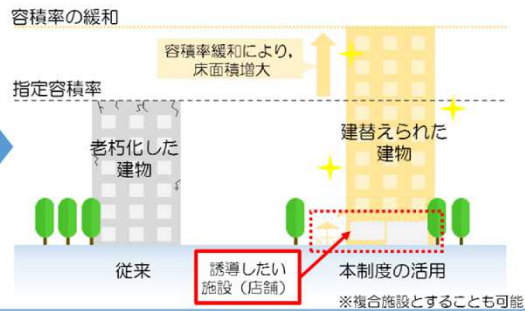 容積率の緩和
容積率緩和により,
床面積増大
指定容積率
老朽化した
建物
建替えられた
建物
従来
誘導したい
施設（店舗）
本制度の活用
※複合施設とすることも可能